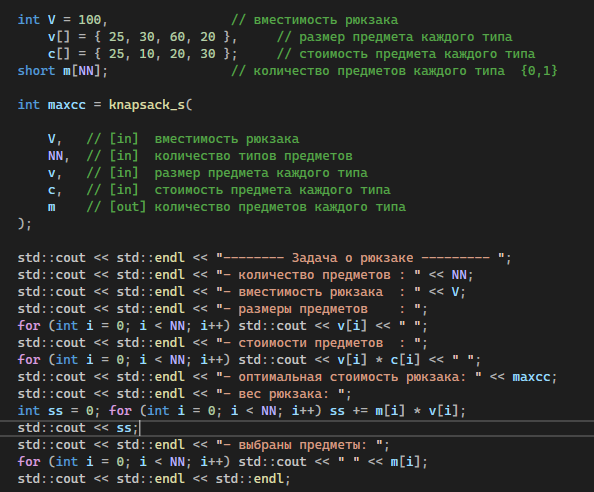 int V = 100,                // вместимость рюкзака
    v[] = { 25, 30, 60, 20 },     // размер предмета каждого типа
    c[] = { 25, 10, 20, 30 };     // стоимость предмета каждого типа
short m[NN];                // количество предметов каждого типа  {0,1}

int maxcc = knapsack_s(

    V,   // [in]  вместимость рюкзака
    NN,  // [in]  количество типов предметов
    v,   // [in]  размер предмета каждого типа
    c,   // [in]  стоимость предмета каждого типа
    m    // [out] количество предметов каждого типа
);

std::cout << std::endl << "-------- Задача о рюкзаке --------- ";
std::cout << std::endl << "- количество предметов : " << NN;
std::cout << std::endl << "- вместимость рюкзака  : " << V;
std::cout << std::endl << "- размеры предметов    : ";
for (int i = 0; i < NN; i++) std::cout << v[i] << " ";
std::cout << std::endl << "- стоимости предметов  : ";
for (int i = 0; i < NN; i++) std::cout << v[i] * c[i] << " ";
std::cout << std::endl << "- оптимальная стоимость рюкзака: " << maxcc;
std::cout << std::endl << "- вес рюкзака: ";
int ss = 0; for (int i = 0; i < NN; i++) ss += m[i] * v[i];
std::cout << ss;
std::cout << std::endl << "- выбраны предметы: ";
for (int i = 0; i < NN; i++) std::cout << " " << m[i];
std::cout << std::endl << std::endl;